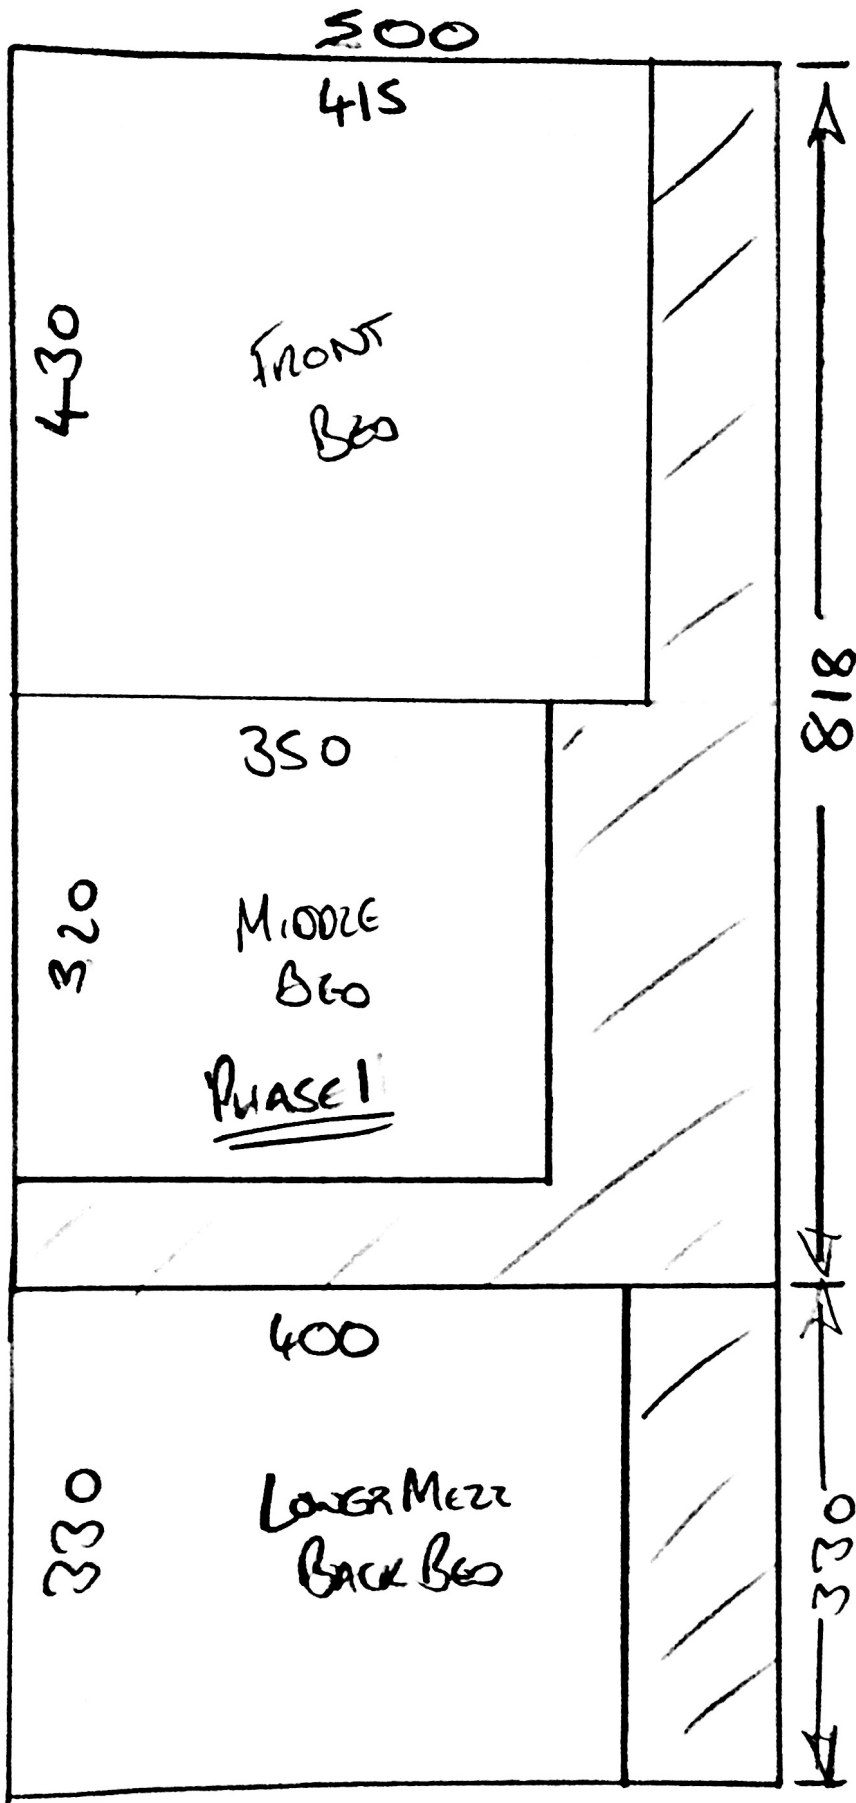 500
415
430
FRONT
BED
818
350
320
MIDDLE
BED
PHASE 1
400
330
LOWER MEZZ
BACK BED
330